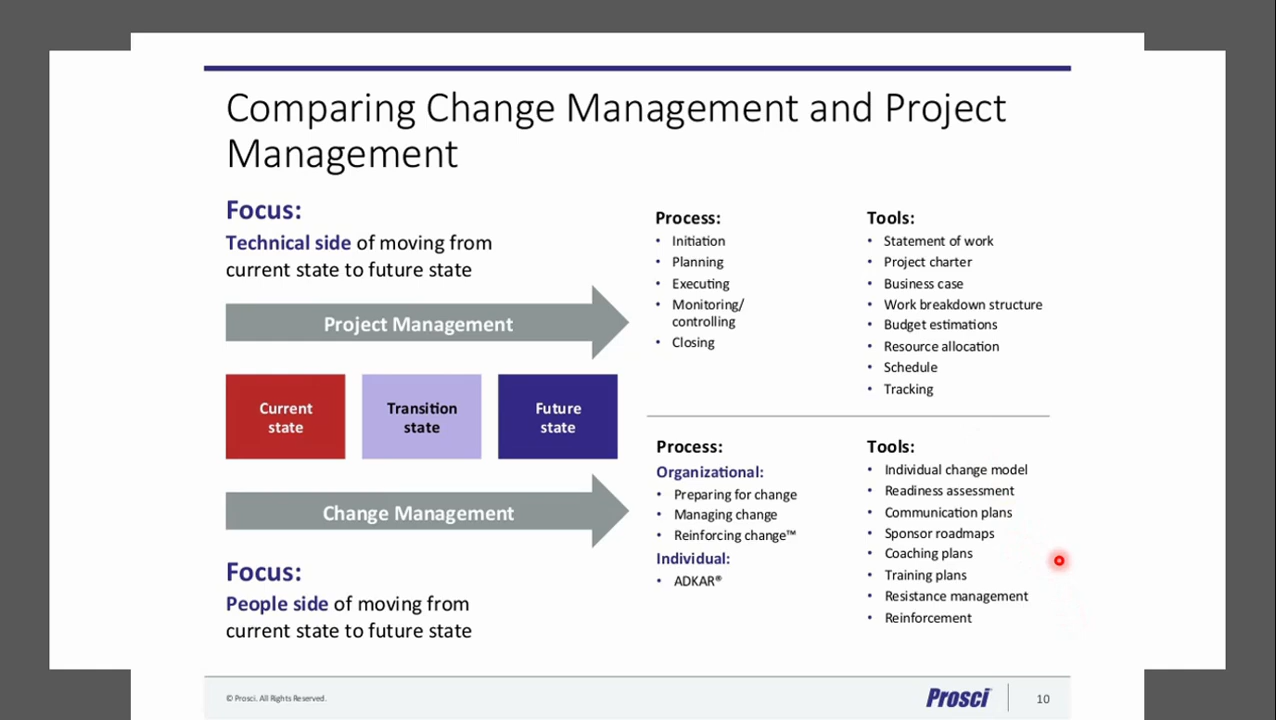 Comparing Change Management and Project
Management
Focus:
Technical side of moving from
current state to future state
Project Management
Current
state
Transition
state
Future
state
Change Management
Focus:
People side of moving from
current state to future state
Process:
• Initiation
• Planning
• Executing
• Monitoring/
controlling
• Closing
Tools:
• Statement of work
• Project charter
• Business case
• Work breakdown structure
• Budget estimations
• Resource allocation
• Schedule
• Tracking
Process:
Organizational:
• Preparing for change
• Managing change
• Reinforcing change™
Individual:
• ADKAR®
Tools:
• Individual change model
• Readiness assessment
• Communication plans
• Sponsor roadmaps
• Coaching plans
• Training plans
• Resistance management
• Reinforcement
© Prosci. All Rights Reserved.
Prosci
10